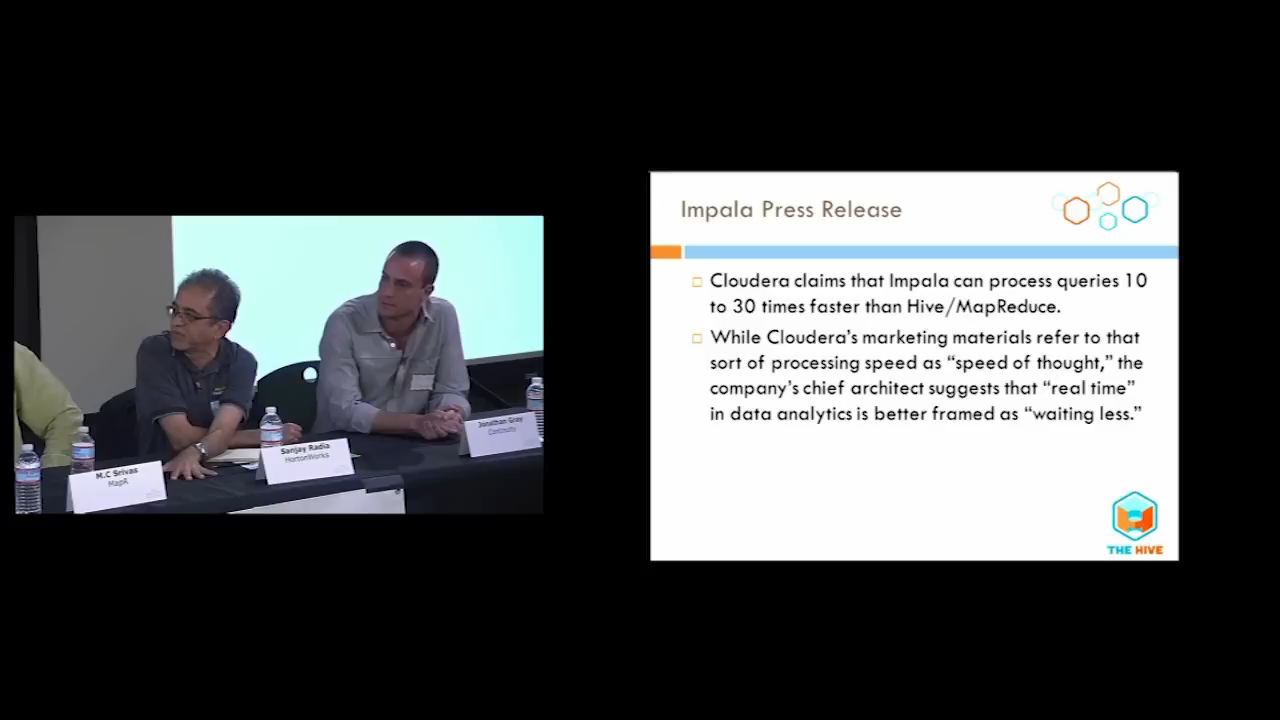 M.C Srivas
MapR
Sanjay Radia
HortonWorks
Jonathan Gray
Continuity
Impala Press Release
Cloudera claims that Impala can process queries 10
to 30 times faster than Hive/MapReduce.
While Cloudera’s marketing materials refer to that
sort of processing speed as “speed of thought,” the
company’s chief architect suggests that “real time”
in data analytics is better framed as “waiting less.”
THE HIVE